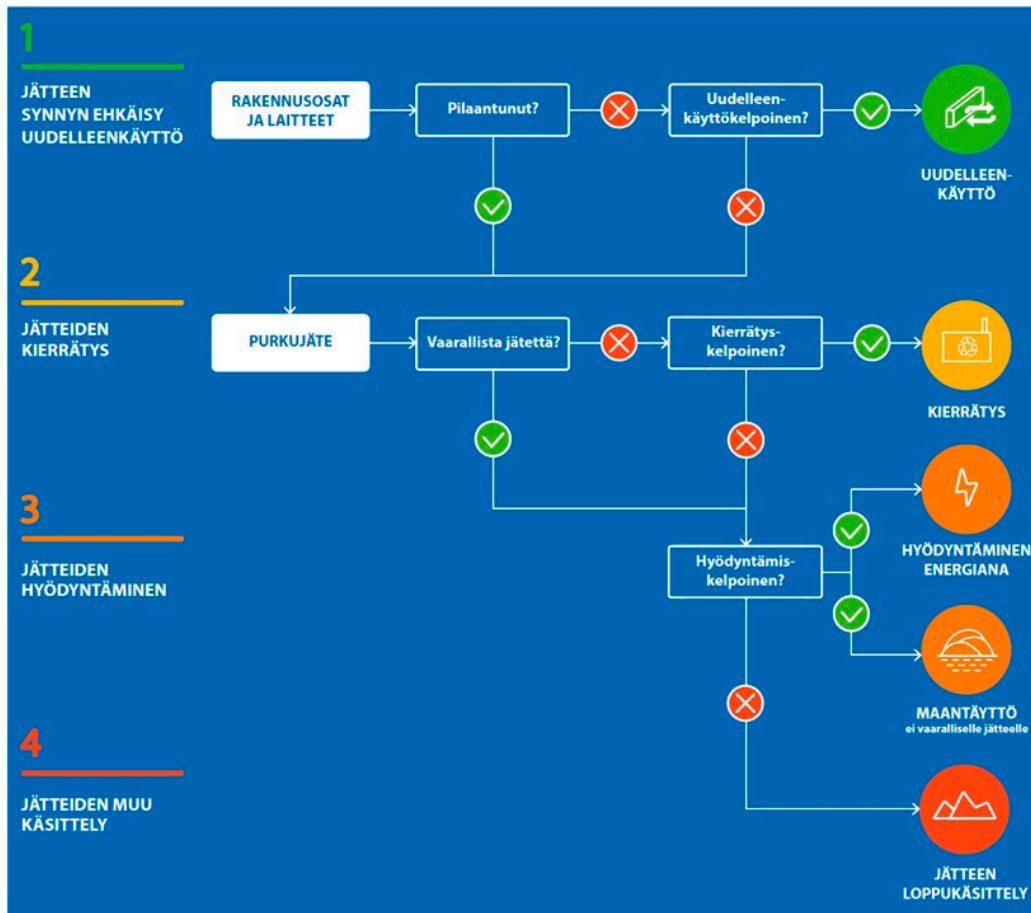 1
JÄTTEEN
SYNNYN EHKÄISY
UUDELLEENKÄYTTÖ
RAKENNUSOSAT
JA LAITTEET
Pilaantunut?
Uudelleen-
käyttökelpoinen?
UUDELLEEN-
KÄYTTÖ
2
JÄTTEIDEN
KIERRÄTYS
PURKUJÄTE
Vaarallista jätettä?
Kierrätys-
kelpoinen?
KIERRÄTYS
3
JÄTTEIDEN
HYÖDYNTÄMINEN
Hyödyntämis-
kelpoinen?
HYÖDYNTÄMINEN
ENERGIANA
MAANTÄYTTÖ
ei vaaralliselle jätteelle
4
JÄTTEIDEN MUU
KÄSITTELY
JÄTTEEN
LOPPUKÄSITTELY